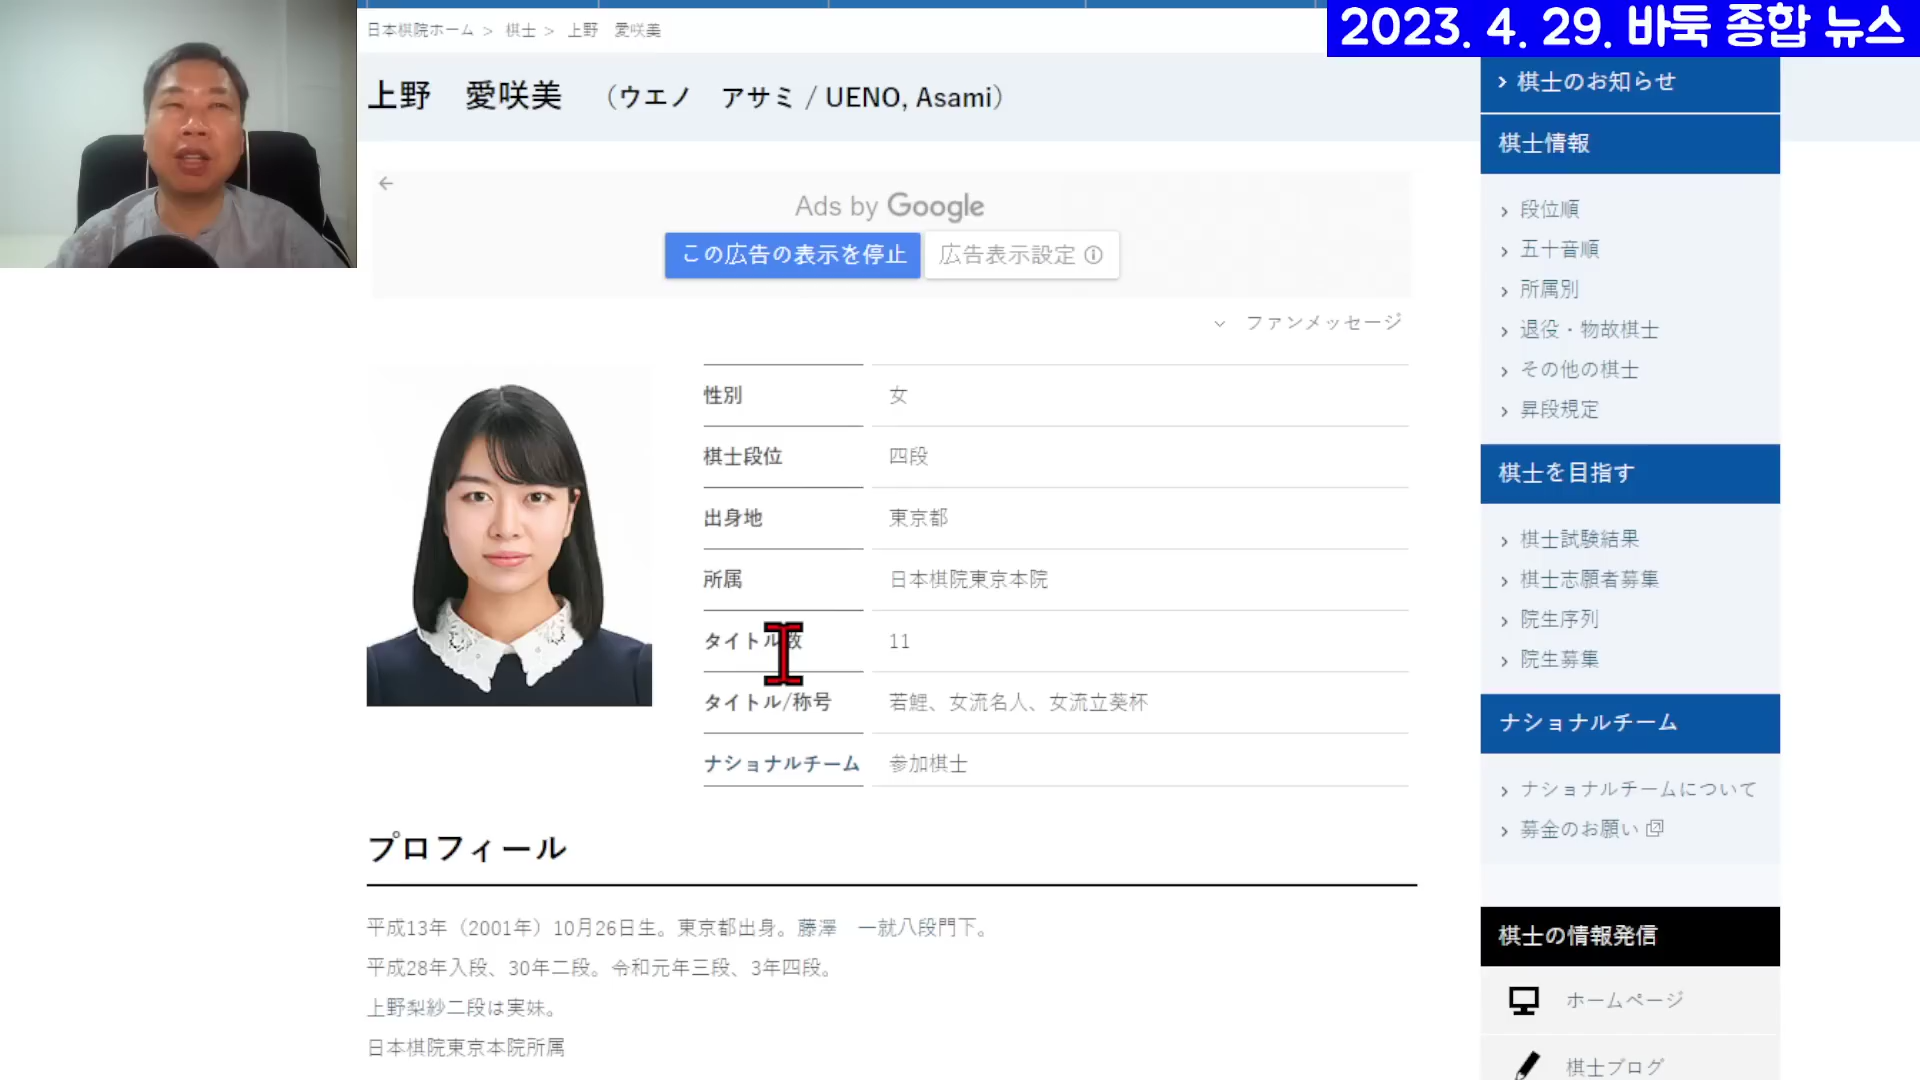 2023. 4. 29. 바둑 종합 뉴스
日本棋院ホーム > 棋士 > 上野 愛咲美
上野 愛咲美 （ウエノ アサミ / UENO, Asami）
Ads by Google
この広告の表示を停止
広告表示設定
ファンメッセージ
性別 女
棋士段位 四段
出身地 東京都
所属 日本棋院東京本院
タイトル数 11
タイトル/称号 若鯉、女流名人、女流立葵杯
ナショナルチーム 参加棋士
プロフィール
平成13年（2001年）10月26日生。東京都出身。藤澤 一就八段門下。
平成28年入段、30年二段。令和元年三段、3年四段。
上野梨紗二段は実妹。
日本棋院東京本院所属
棋士のお知らせ
棋士情報
段位順
五十音順
所属別
退役・物故棋士
その他の棋士
昇段規定
棋士を目指す
棋士試験結果
棋士志願者募集
院生序列
院生募集
ナショナルチーム
ナショナルチームについて
募金のお願い
棋士の情報発信
ホームページ
棋士ブログ